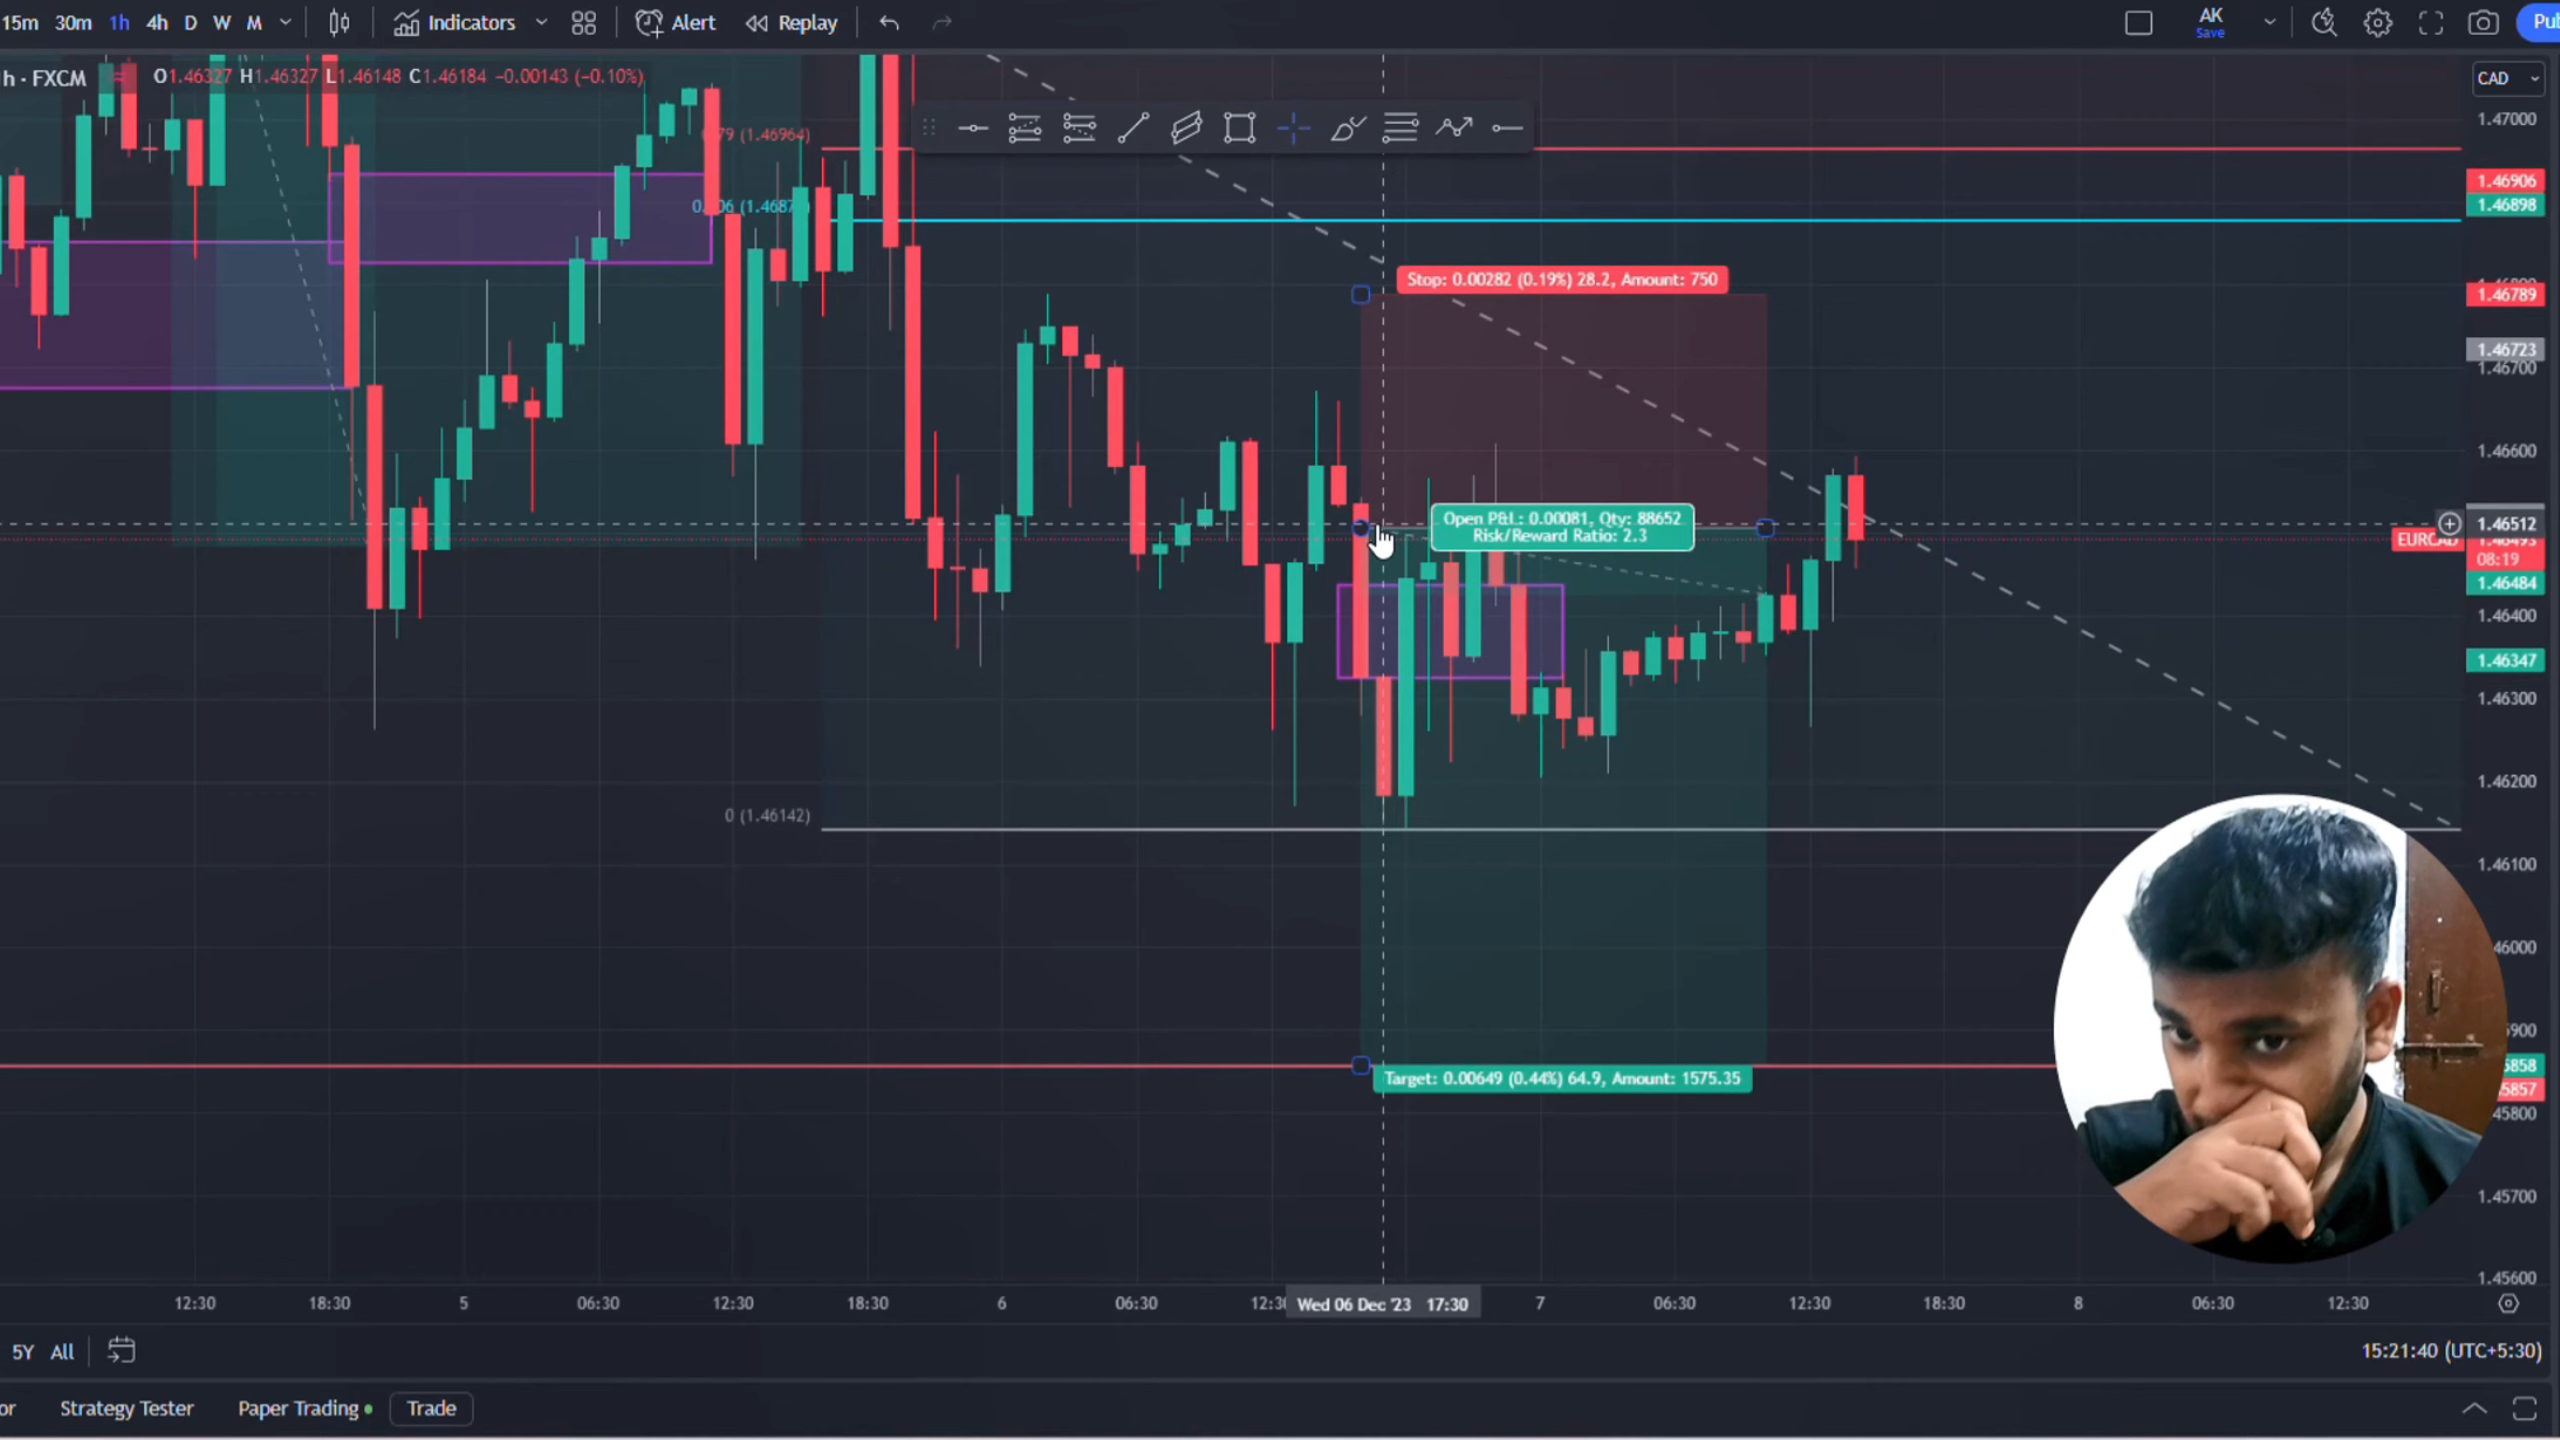 15m 30m 1h 4h D W M Indicators Alert Replay AK Save
h · FXCM O1.46327 H1.46327 L1.46148 C1.46184 −0.00143 (−0.10%) CAD
1.47000
(1.46964)
1.46906
1.46898
Stop: 0.00282 (0.19%) 28.2, Amount: 750
1.46789
1.46723
1.46700
1.46600
Open P&L: 0.00081, Qty: 88652
Risk/Reward Ratio: 2.3
1.46512
EURCAD
08:19
1.46484
1.46400
1.46347
1.46300
1.46200
0 (1.46142)
1.46100
Target: 0.00649 (0.44%) 64.9, Amount: 1575.35
1.45700
1.45600
12:30 18:30 5 06:30 12:30 18:30 6 06:30 Wed 06 Dec '23 17:30 7 06:30 12:30 18:30 8 06:30 12:30
5Y All 15:21:40 (UTC+5:30)
Strategy Tester Paper Trading Trade